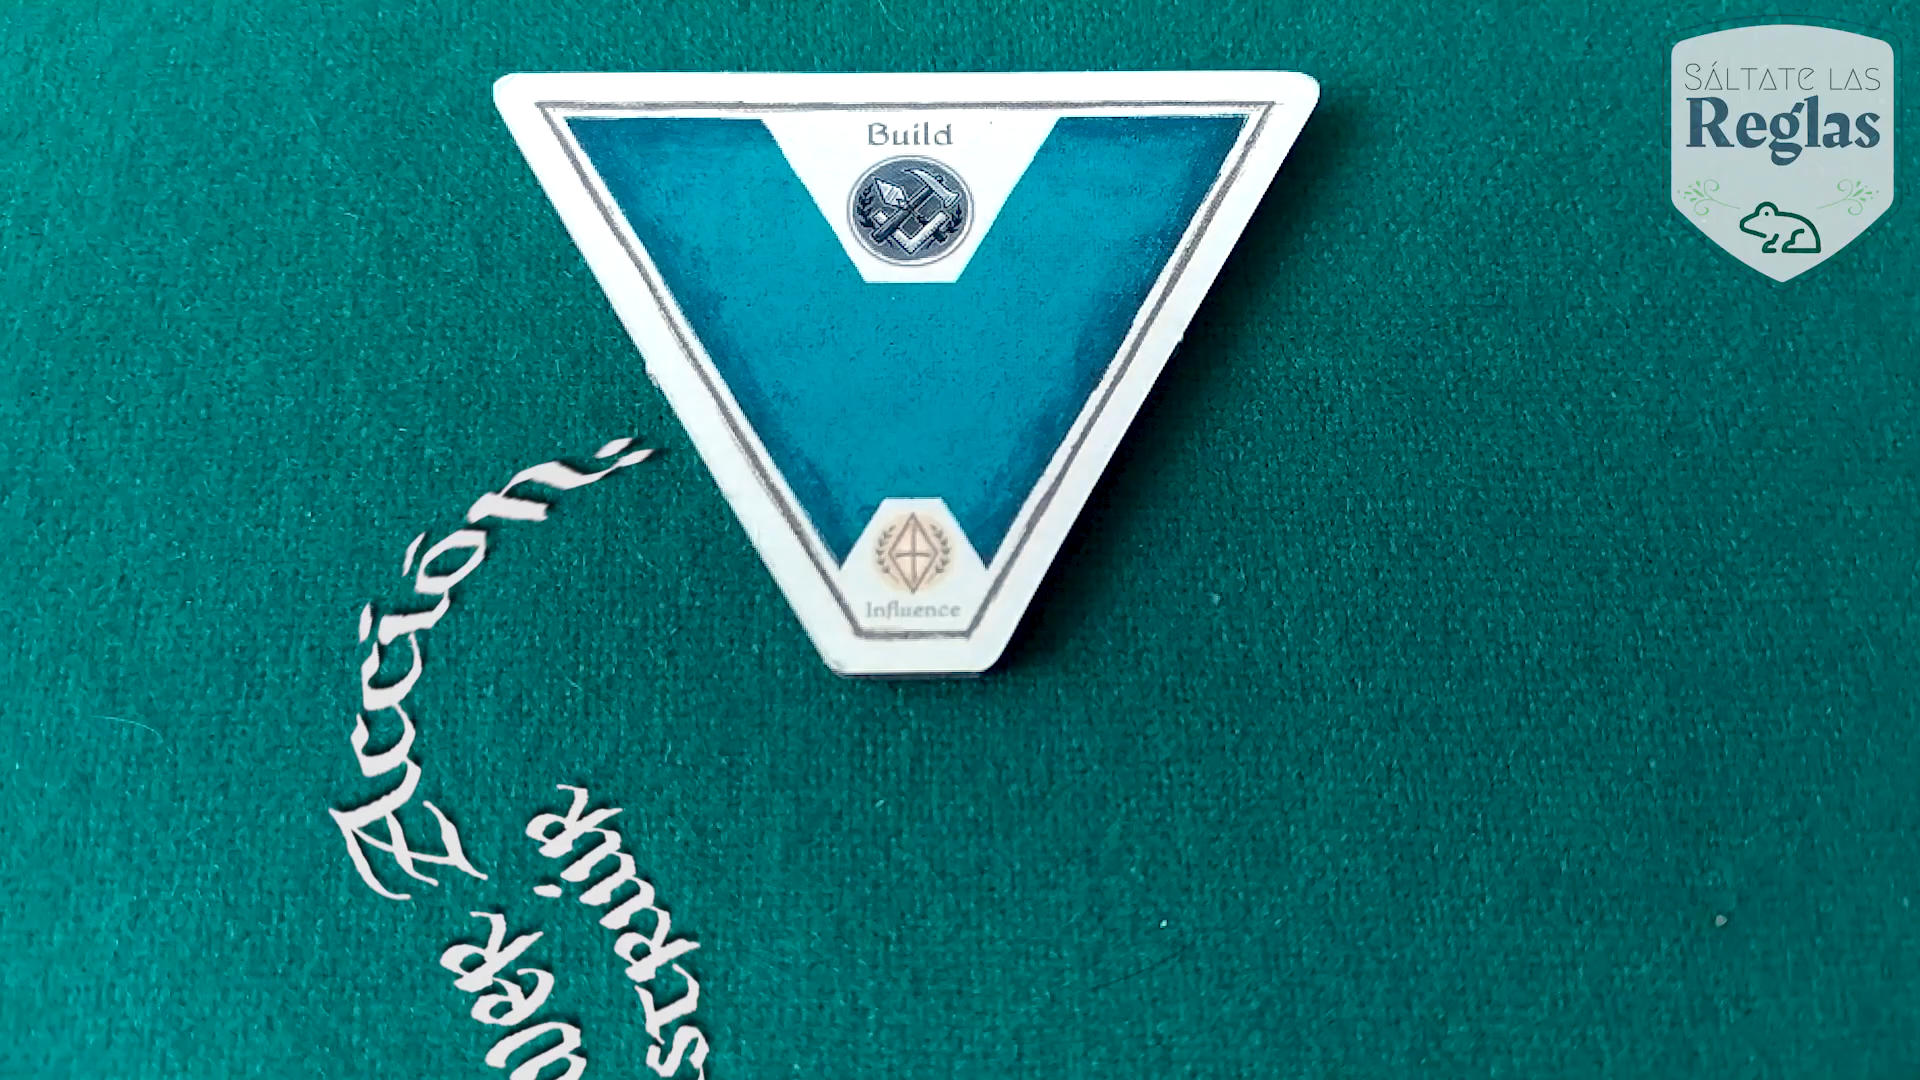 SÁLTATE LAS
Reglas
Build
Influence
Acción: